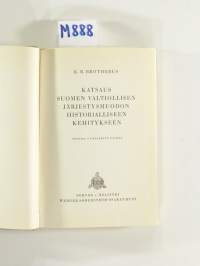 M888
K. R. BROTHERUS
KATSAUS
SUOMEN VALTIOLLISEN
JÄRJESTYSMUODON
HISTORIALLISEEN
KEHITYKSEEN
PORVOO • HELSINKI
WERNER SÖDERSTRÖM OSAKEYHTIÖ